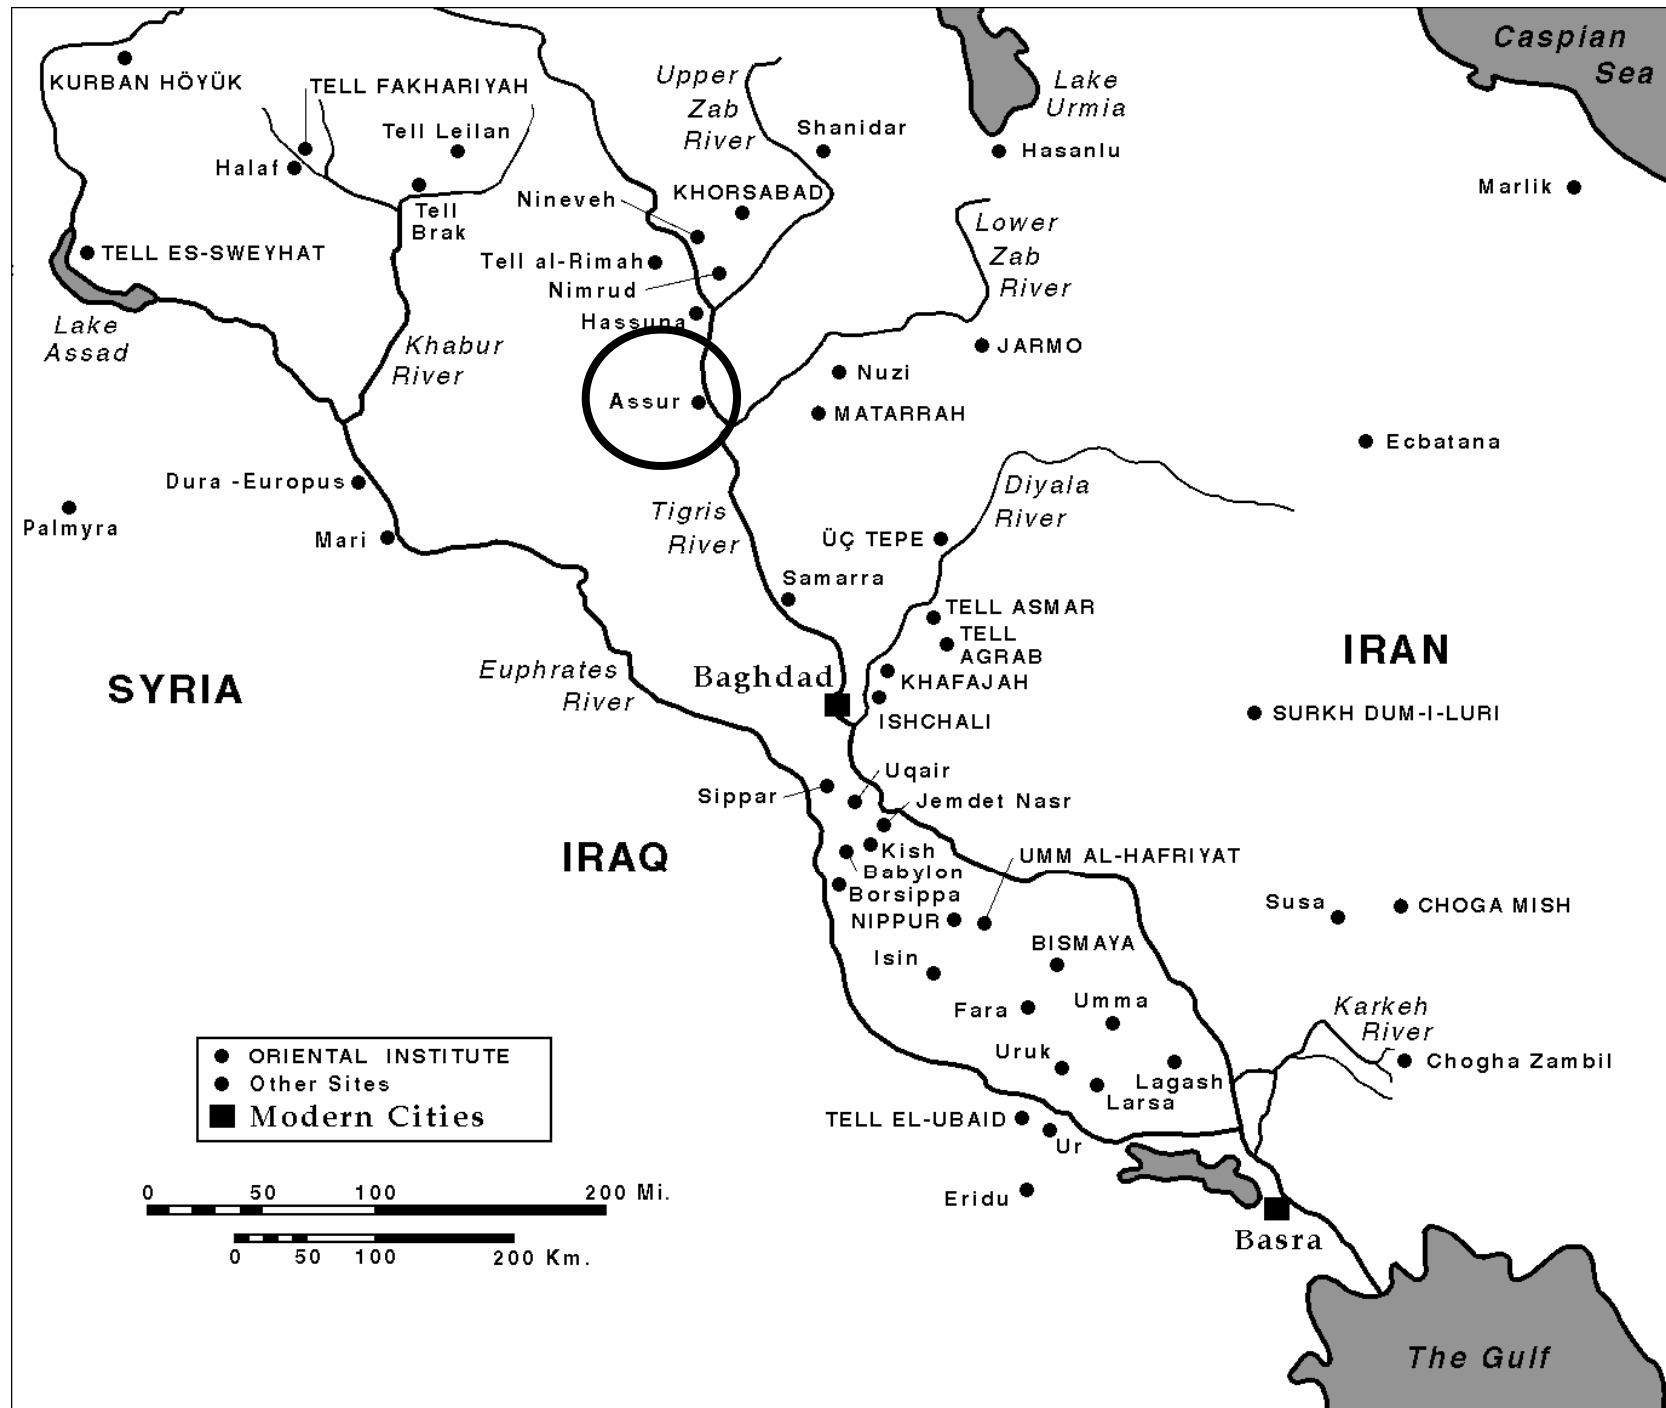 Caspian
Sea
KURBAN HÖYÜK
TELL FAKHARIYAH
Tell Leilan
Halaf
Tell
Brak
Upper
Zab
River
Shanidar
Lake
Urmia
Hasanlu
Marlik
Nineveh
KHORSABAD
TELL ES-SWEYHAT
Tell al-Rimah
Nimrud
Hassuna
Lower
Zab
River
Lake
Assad
Khabur
River
JARMO
Nuzi
Assur
MATARRAH
Ecbatana
Dura -Europus
Palmyra
Mari
Tigris
River
Diyala
River
ÜÇ TEPE
Samarra
TELL ASMAR
TELL
AGRAB
IRAN
SYRIA
Euphrates
River
Baghdad
KHAFAJAH
ISHCHALI
SURKH DUM-I-LURI
Uqair
Sippar
Jemdet Nasr
IRAQ
Kish
UMM AL-HAFRIYAT
Babylon
Borsippa
NIPPUR
Susa
CHOGA MISH
BISMAYA
Isin
Fara
Umma
Karkeh
River
Uruk
Lagash
Larsa
Chogha Zambil
TELL EL-UBAID
Ur
Eridu
Basra
The Gulf
ORIENTAL INSTITUTE
Other Sites
Modern Cities
0 50 100 200 Mi.
0 50 100 200 Km.